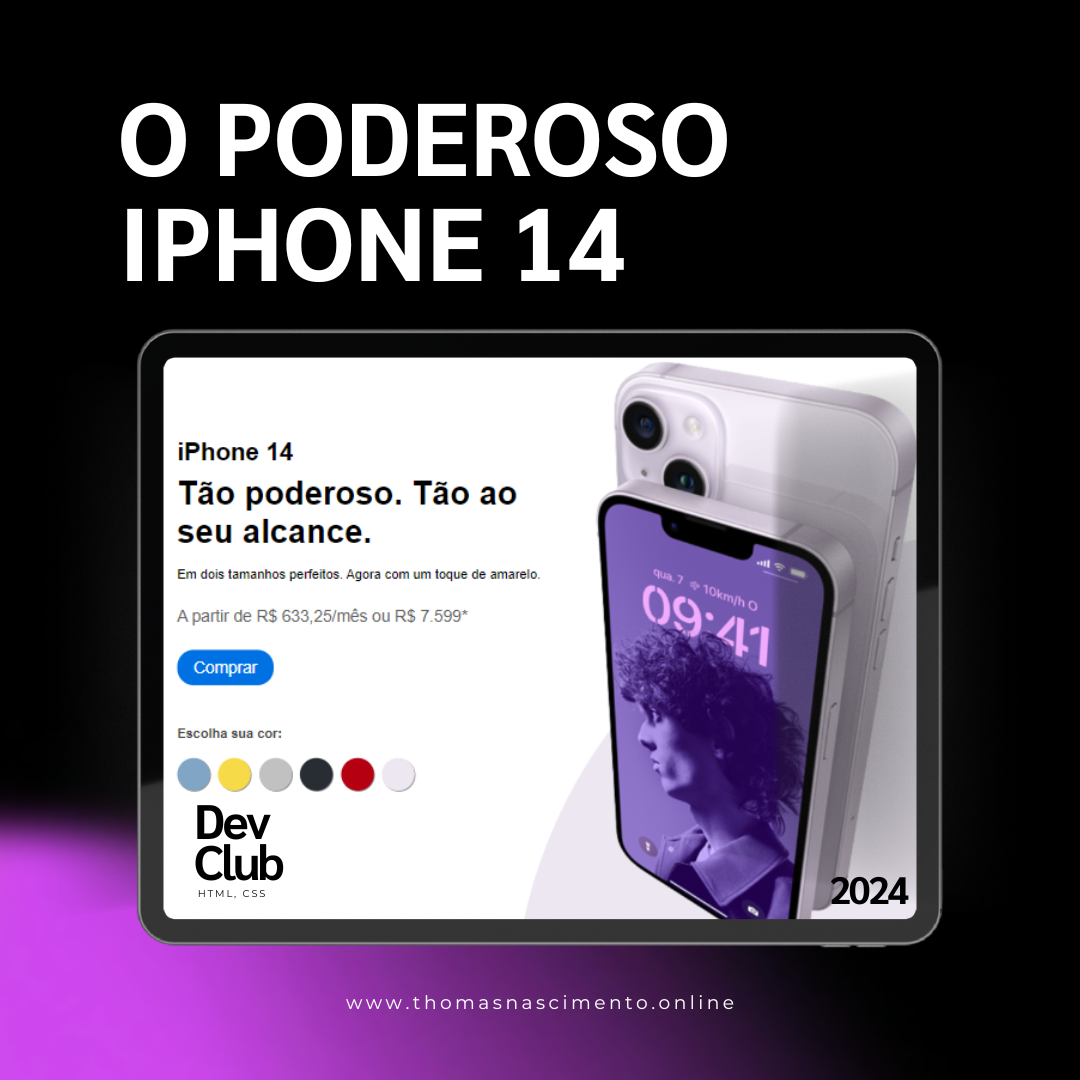 O PODEROSO
IPHONE 14
iPhone 14
Tão poderoso. Tão ao
seu alcance.
Em dois tamanhos perfeitos. Agora com um toque de amarelo.
A partir de R$ 633,25/mês ou R$ 7.599*
Comprar
Escolha sua cor:
qua. 7 10km/h O
09:41
Dev
Club
HTML, CSS
2024
www.thomasnascimento.online